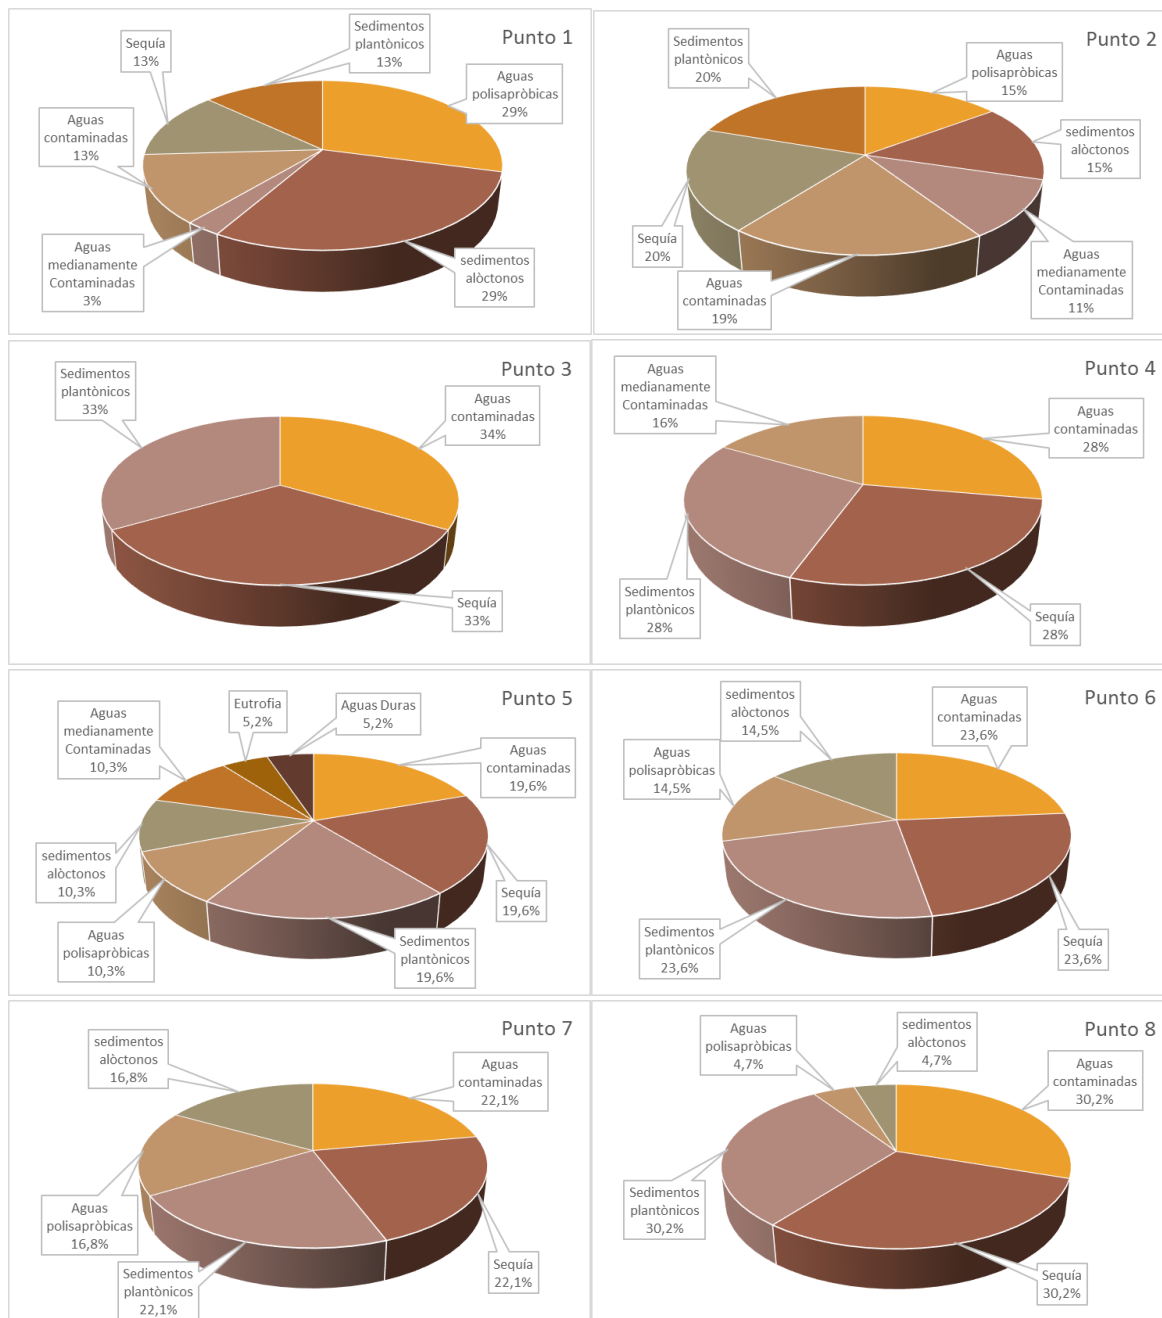 Punto 1
Sedimentos
plantònicos
13%
Sequía
13%
Aguas
polisapròbicas
29%
Aguas
contaminadas
13%
Aguas
medianamente
Contaminadas
3%
sedimentos
alòctonos
29%
Punto 2
Sedimentos
plantònicos
20%
Aguas
polisapròbicas
15%
sedimentos
alòctonos
15%
Sequía
20%
Aguas
medianamente
Contaminadas
11%
Aguas
contaminadas
19%
Punto 3
Sedimentos
plantònicos
33%
Aguas
contaminadas
34%
Sequía
33%
Punto 4
Aguas
medianamente
Contaminadas
16%
Aguas
contaminadas
28%
Sedimentos
plantònicos
28%
Sequía
28%
Punto 5
Eutrofia
5,2%
Aguas Duras
5,2%
Aguas
medianamente
Contaminadas
10,3%
Aguas
contaminadas
19,6%
sedimentos
alòctonos
10,3%
Sequía
19,6%
Aguas
polisapròbicas
10,3%
Sedimentos
plantònicos
19,6%
Punto 6
sedimentos
alòctonos
14,5%
Aguas
contaminadas
23,6%
Aguas
polisapròbicas
14,5%
Sedimentos
plantònicos
23,6%
Sequía
23,6%
Punto 7
sedimentos
alòctonos
16,8%
Aguas
contaminadas
22,1%
Aguas
polisapròbicas
16,8%
Sequía
22,1%
Sedimentos
plantònicos
22,1%
Punto 8
Aguas
polisapròbicas
4,7%
sedimentos
alòctonos
4,7%
Aguas
contaminadas
30,2%
Sedimentos
plantònicos
30,2%
Sequía
30,2%